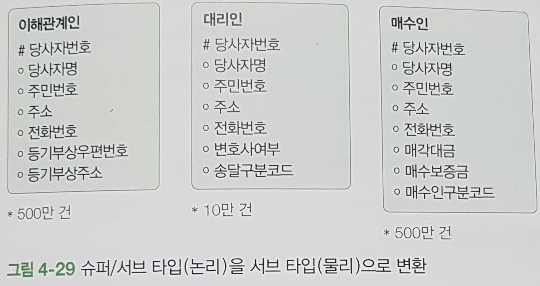 이해관계인
# 당사자번호
o 당사자명
o 주민번호
o 주소
o 전화번호
o 등기부상우편번호
o 등기부상주소
* 500만 건
대리인
# 당사자번호
o 당사자명
o 주민번호
o 주소
o 전화번호
o 변호사여부
o 송달구분코드
* 10만 건
매수인
# 당사자번호
o 당사자명
o 주민번호
o 주소
o 전화번호
o 매각대금
o 매수보증금
o 매수인구분코드
* 500만 건
그림 4-29 슈퍼/서브 타입(논리)을 서브 타입(물리)으로 변환